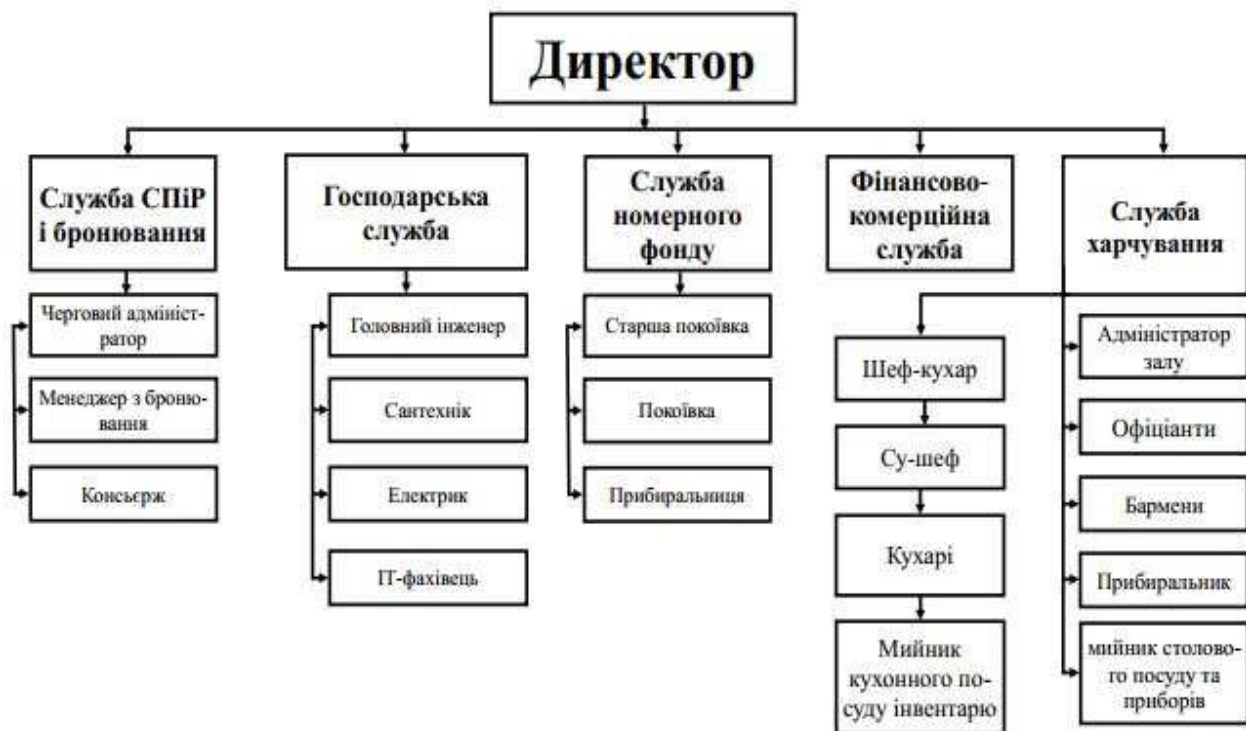 Директор
Служба СПіР
і бронювання
Господарська
служба
Служба
номерного
фонду
Фінансово-
комерційна
служба
Служба
харчування
Черговий адмініст-
ратор
Менеджер з броню-
вання
Консьєрж
Головний інженер
Сантехнік
Електрик
ІТ-фахівець
Старша покоївка
Покоївка
Прибиральниця
Шеф-кухар
Су-шеф
Кухарі
Мийник
кухонного по-
суду інвентарю
Адміністратор
залу
Офіціанти
Бармени
Прибиральник
мийник столово-
го посуду та
приборів